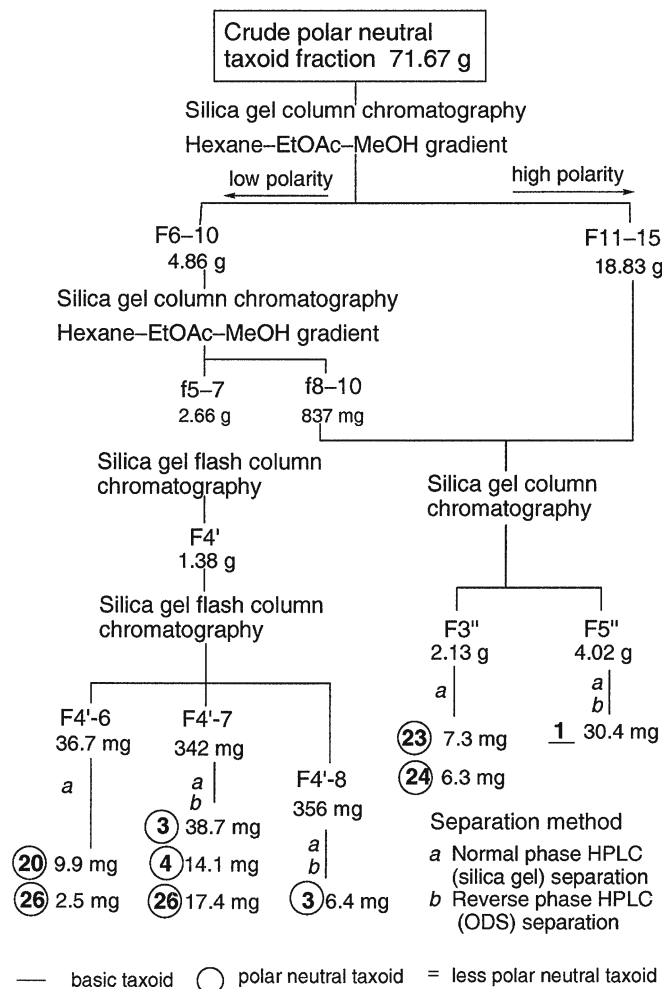 Crude polar neutral
taxoid fraction 71.67 g
Silica gel column chromatography
Hexane–EtOAc–MeOH gradient
low polarity
high polarity
F6–10
4.86 g
F11–15
18.83 g
Silica gel column chromatography
Hexane–EtOAc–MeOH gradient
f5–7
2.66 g
f8–10
837 mg
Silica gel flash column
chromatography
Silica gel column
chromatography
F4'
1.38 g
Silica gel flash column
chromatography
F3"
2.13 g
a
23 7.3 mg
24 6.3 mg
F5"
4.02 g
a
b
1 30.4 mg
F4'-6
36.7 mg
a
20 9.9 mg
26 2.5 mg
F4'-7
342 mg
a
b
3 38.7 mg
4 14.1 mg
26 17.4 mg
F4'-8
356 mg
a
b
3 6.4 mg
Separation method
a Normal phase HPLC
(silica gel) separation
b Reverse phase HPLC
(ODS) separation
— basic taxoid ◯ polar neutral taxoid = less polar neutral taxoid